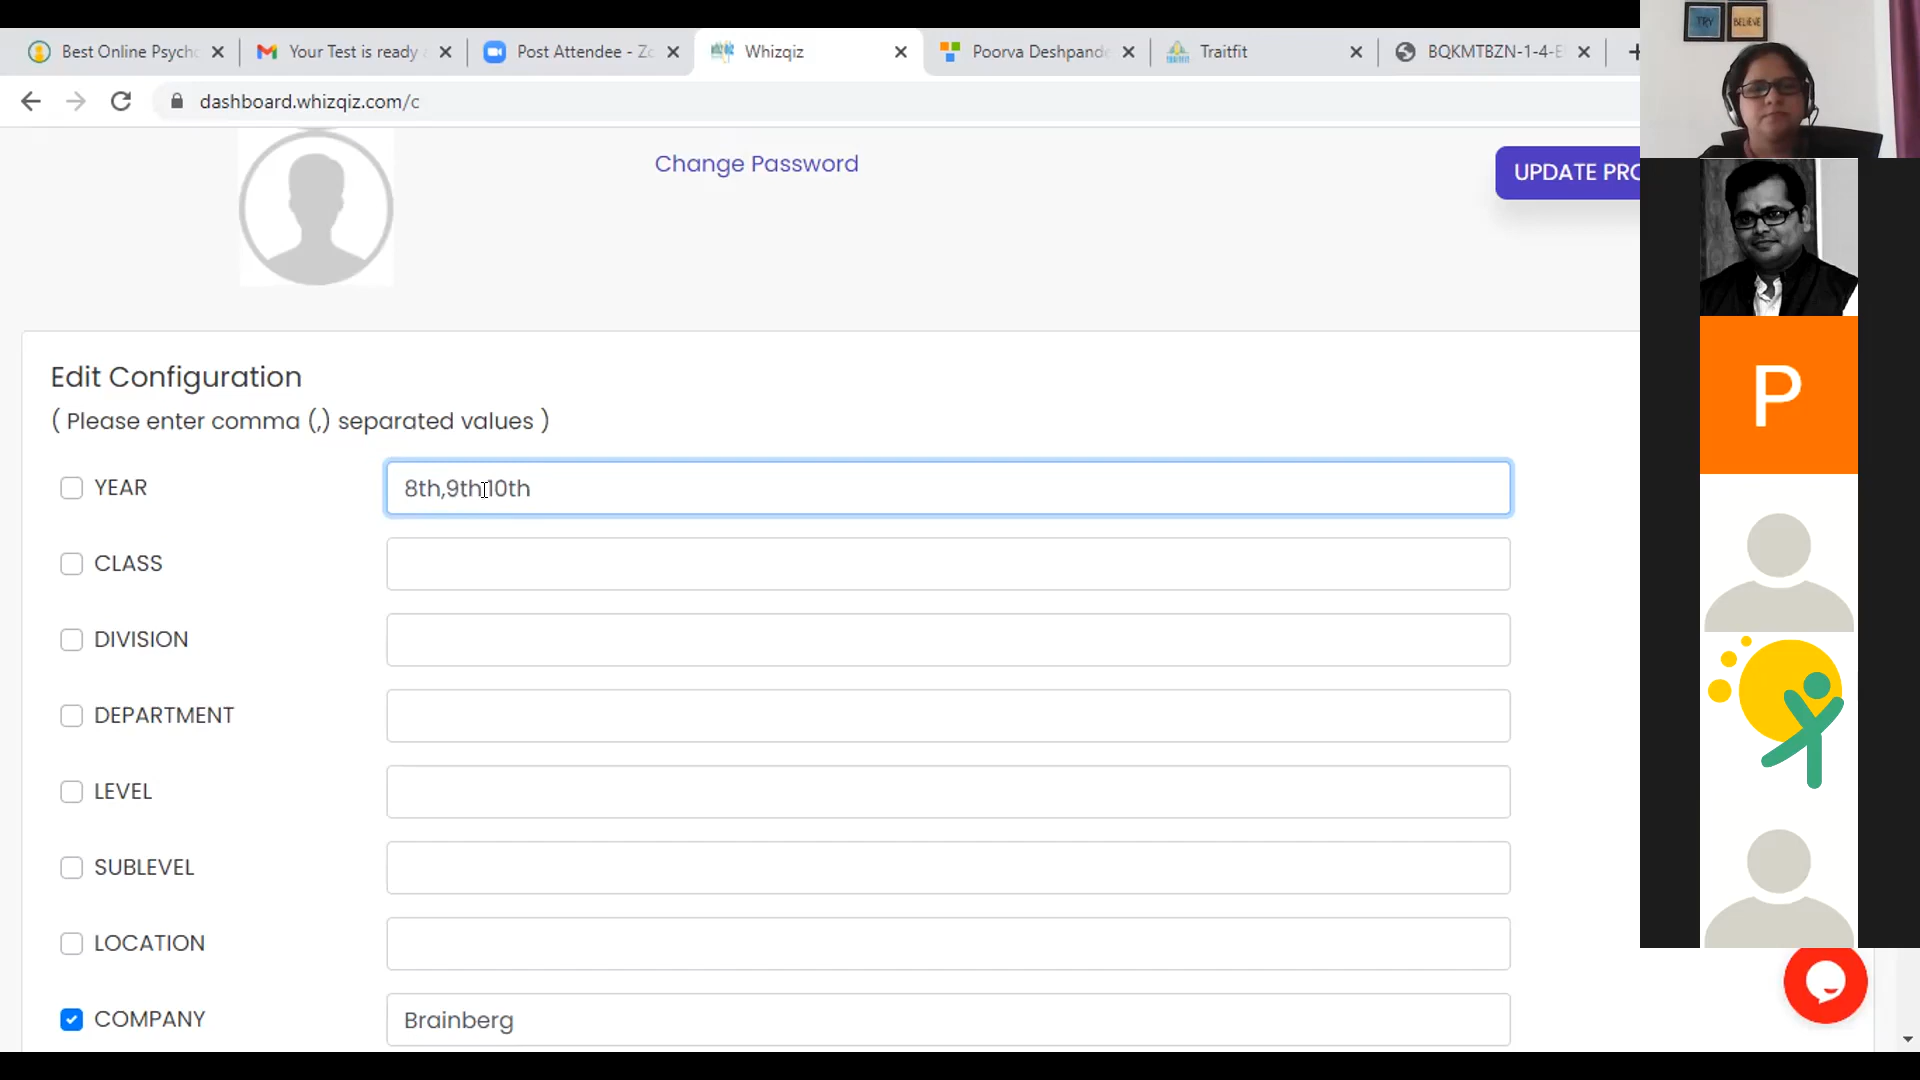 TRY BELIEVE
Best Online Psych
Your Test is ready
Post Attendee - Zo
Whizqiz
Poorva Deshpande
Traitfit
BQKMTBZN-1-4-E
dashboard.whizqiz.com/c
Change Password
UPDATE PRO
Edit Configuration
( Please enter comma (,) separated values )
YEAR 8th,9th,10th
CLASS
DIVISION
DEPARTMENT
LEVEL
SUBLEVEL
LOCATION
COMPANY Brainberg
P